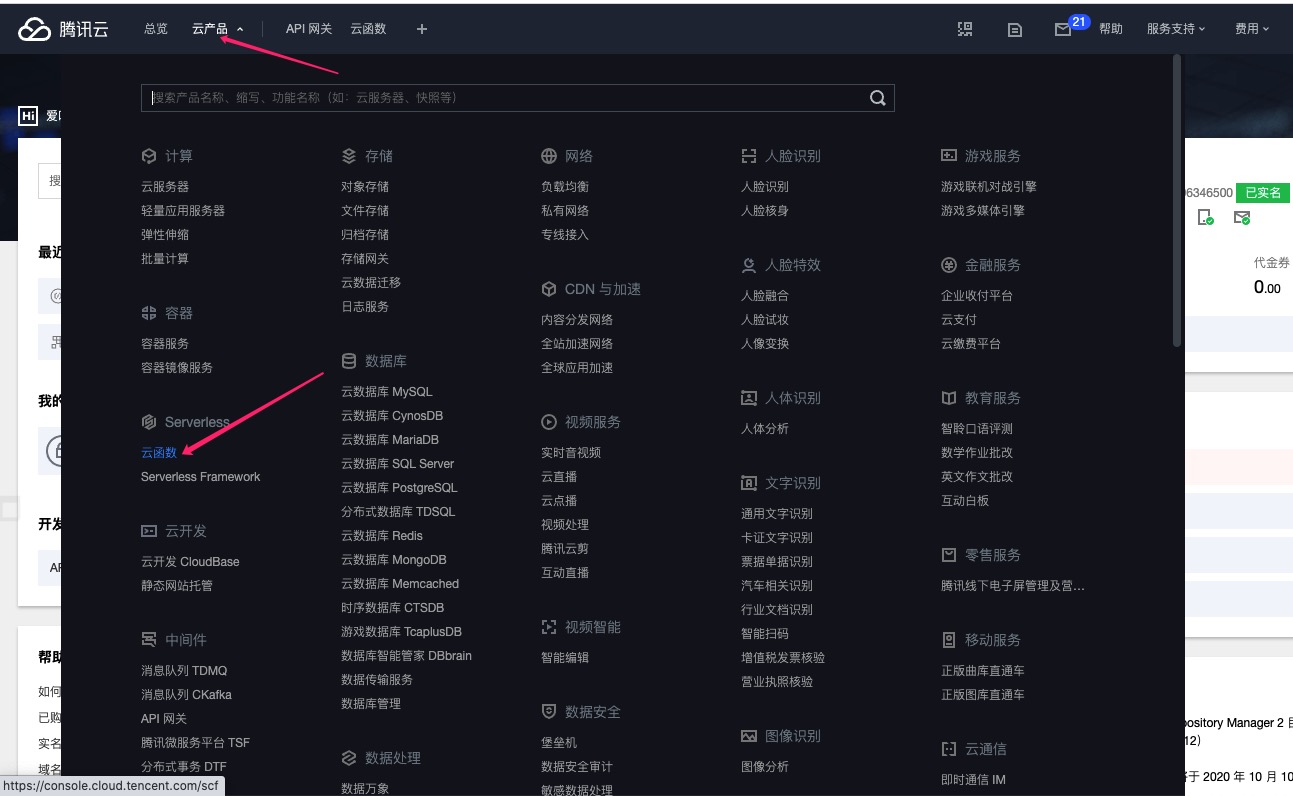 腾讯云
总览
云产品
API 网关
云函数
21
帮助
服务支持
费用
搜索产品名称、缩写、功能名称（如：云服务器、快照等）
Hi
搜
最近
我的
开发
帮助
如何
已购
实名
域名
计算
云服务器
轻量应用服务器
弹性伸缩
批量计算
容器
容器服务
容器镜像服务
Serverless
云函数
Serverless Framework
云开发
云开发 CloudBase
静态网站托管
中间件
消息队列 TDMQ
消息队列 CKafka
API 网关
腾讯微服务平台 TSF
分布式事务 DTF
存储
对象存储
文件存储
归档存储
存储网关
云数据迁移
日志服务
数据库
云数据库 MySQL
云数据库 CynosDB
云数据库 MariaDB
云数据库 SQL Server
云数据库 PostgreSQL
分布式数据库 TDSQL
云数据库 Redis
云数据库 MongoDB
云数据库 Memcached
时序数据库 CTSDB
游戏数据库 TcaplusDB
数据库智能管家 DBbrain
数据传输服务
数据库管理
数据处理
数据万象
网络
负载均衡
私有网络
专线接入
CDN 与加速
内容分发网络
全站加速网络
全球应用加速
视频服务
实时音视频
云直播
云点播
视频处理
腾讯云剪
互动直播
视频智能
智能编辑
数据安全
堡垒机
数据安全审计
敏感数据处理
人脸识别
人脸识别
人脸核身
人脸特效
人脸融合
人脸试妆
人像变换
人体识别
人体分析
文字识别
通用文字识别
卡证文字识别
票据单据识别
汽车相关识别
行业文档识别
智能扫码
增值税发票核验
营业执照核验
图像识别
图像分析
游戏服务
游戏联机对战引擎
游戏多媒体引擎
金融服务
企业收付平台
云支付
云缴费平台
教育服务
智聆口语评测
数学作业批改
英文作文批改
互动白板
零售服务
腾讯线下电子屏管理及营…
移动服务
正版曲库直通车
正版图库直通车
云通信
即时通信 IM
6346500
已实名
代金券
0.00
pository Manager 2
12）
于 2020 年 10 月 10
https://console.cloud.tencent.com/scf